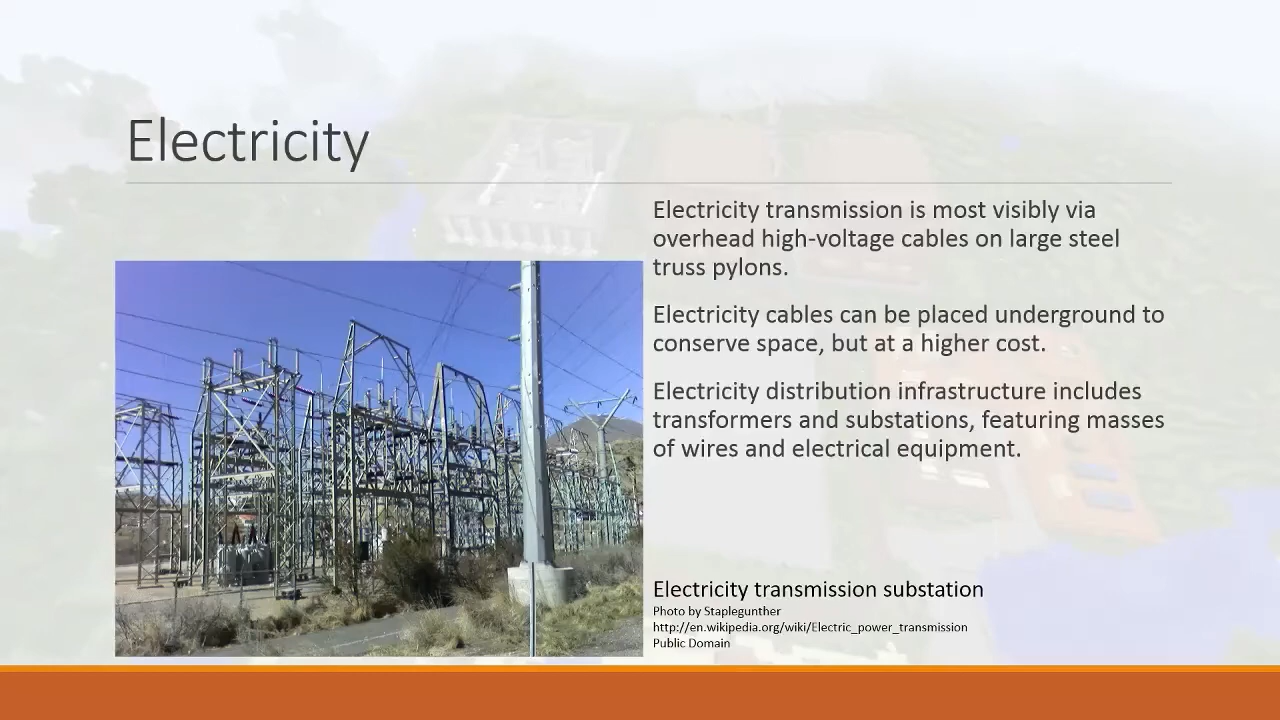 Electricity
Electricity transmission is most visibly via
overhead high-voltage cables on large steel
truss pylons.
Electricity cables can be placed underground to
conserve space, but at a higher cost.
Electricity distribution infrastructure includes
transformers and substations, featuring masses
of wires and electrical equipment.
Electricity transmission substation
Photo by Staplegunther
http://en.wikipedia.org/wiki/Electric_power_transmission
Public Domain